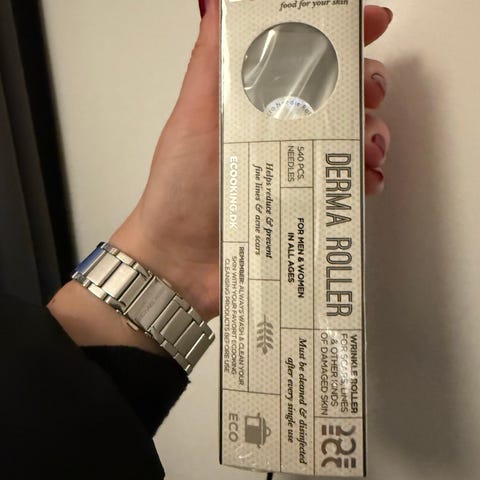 food for your skin
Needle
DERMA ROLLER
540 PCS.
NEEDLES
FOR MEN & WOMEN
IN ALL AGES
Helps reduce & prevent
fine lines & acne scars
ECOOKING.DK
WRINKLE ROLLER
FOR SCARS, LINES
& OTHER KINDS
OF DAMAGED SKIN
Must be cleaned & disinfected
after every single use
REMEMBER: ALWAYS WASH & CLEAN YOUR
SKIN WITH YOUR FAVORIT ECOOKING
CLEANSING PRODUCTS BEFORE USE
ECO